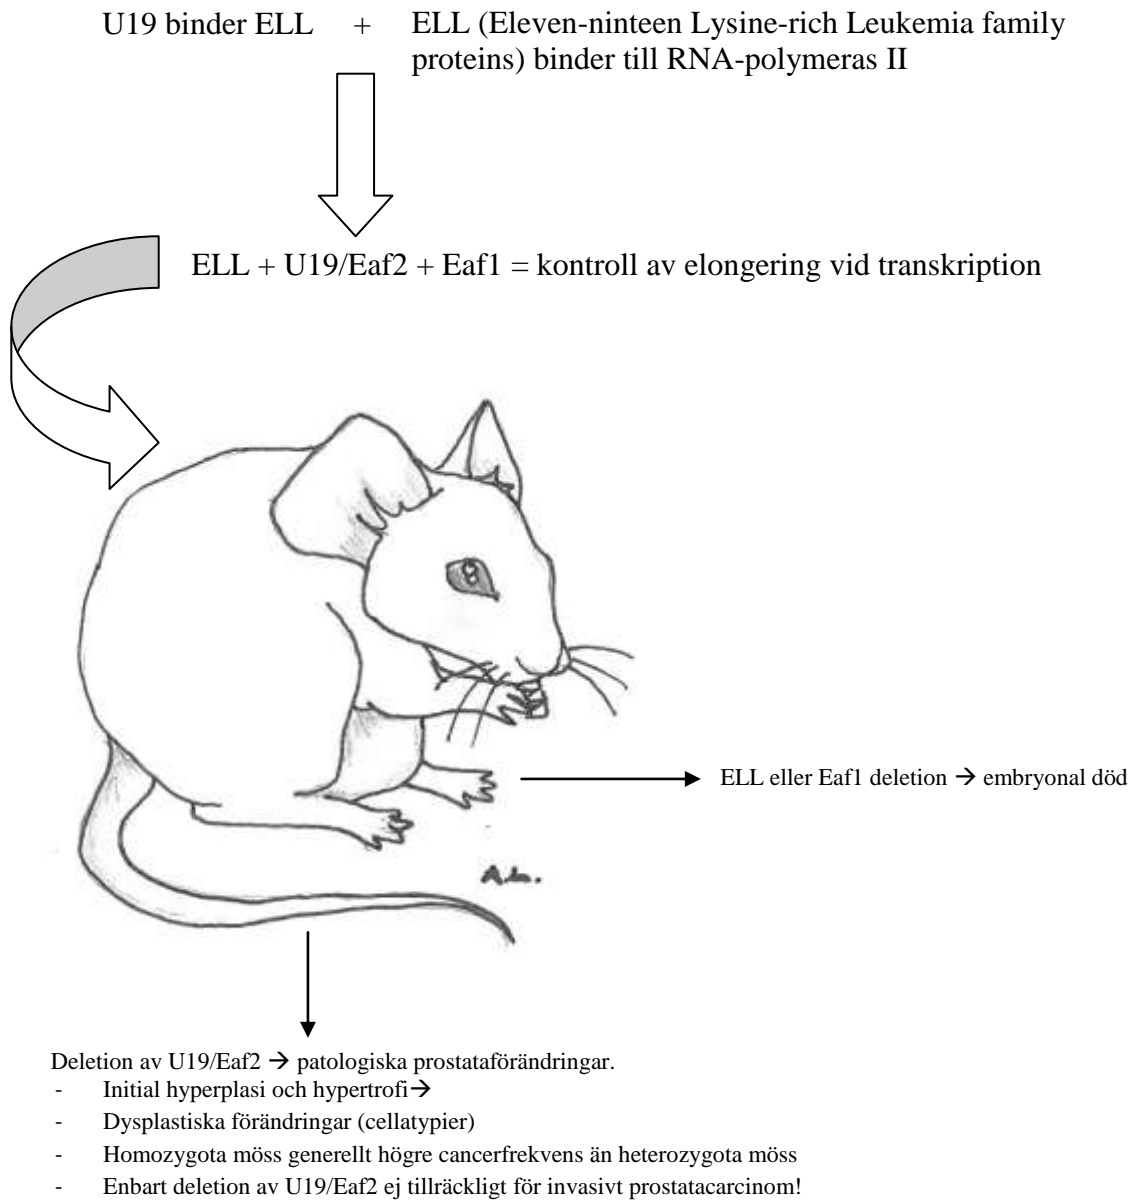 U19 binder ELL + ELL (Eleven-ninteen Lysine-rich Leukemia family
proteins) binder till RNA-polymeras II
ELL + U19/Eaf2 + Eaf1 = kontroll av elongering vid transkription
ELL eller Eaf1 deletion → embryonal död
A.L.
Deletion av U19/Eaf2 → patologiska prostataförändringar.
- Initial hyperplasi och hypertrofi→
- Dysplastiska förändringar (cellatypier)
- Homozygota möss generellt högre cancerfrekvens än heterozygota möss
- Enbart deletion av U19/Eaf2 ej tillräckligt för invasivt prostatacarcinom!